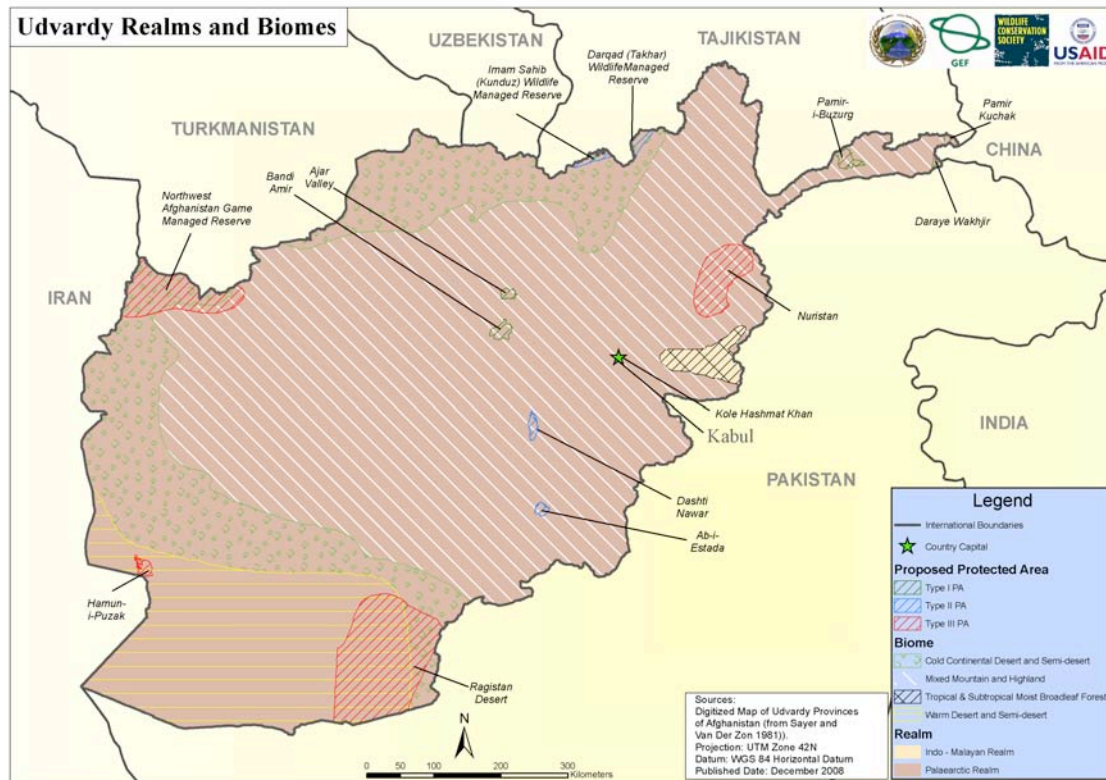 Udvardy Realms and Biomes
UZBEKISTAN
TAJIKISTAN
GEF
WILDLIFE
CONSERVATION
SOCIETY
USAID
FROM THE AMERICAN
Imam Sahib
(Kunduz) Wildlife
Managed Reserve
Darqad (Takhar)
WildlifeManaged
Reserve
Pamir-
i-Buzurg
Pamir
Kuchak
TURKMANISTAN
CHINA
Bandi
Amir
Ajar
Valley
Northwest
Afghanistan Game
Managed Reserve
Daraye Wakhjir
IRAN
Nuristan
Kole Hashmat Khan
Kabul
INDIA
PAKISTAN
Dashti
Nawar
Ab-i-
Estada
Hamun-
i-Puzak
Ragistan
Desert
N
Legend
International Boundaries
Country Capital
Proposed Protected Area
Type I PA
Type II PA
Type III PA
Biome
Cold Continental Desert and Semi-desert
Mixed Mountain and Highland
Tropical & Subtropical Moist Broadleaf Forest
Warm Desert and Semi-desert
Realm
Indo - Malayan Realm
Palaearctic Realm
Sources:
Digitized Map of Udvardy Provinces
of Afghanistan (from Sayer and
Van Der Zon 1981)).
Projection: UTM Zone 42N
Datum: WGS 84 Horizontal Datum
Published Date: December 2008
0 50 100 200 300
Kilometers